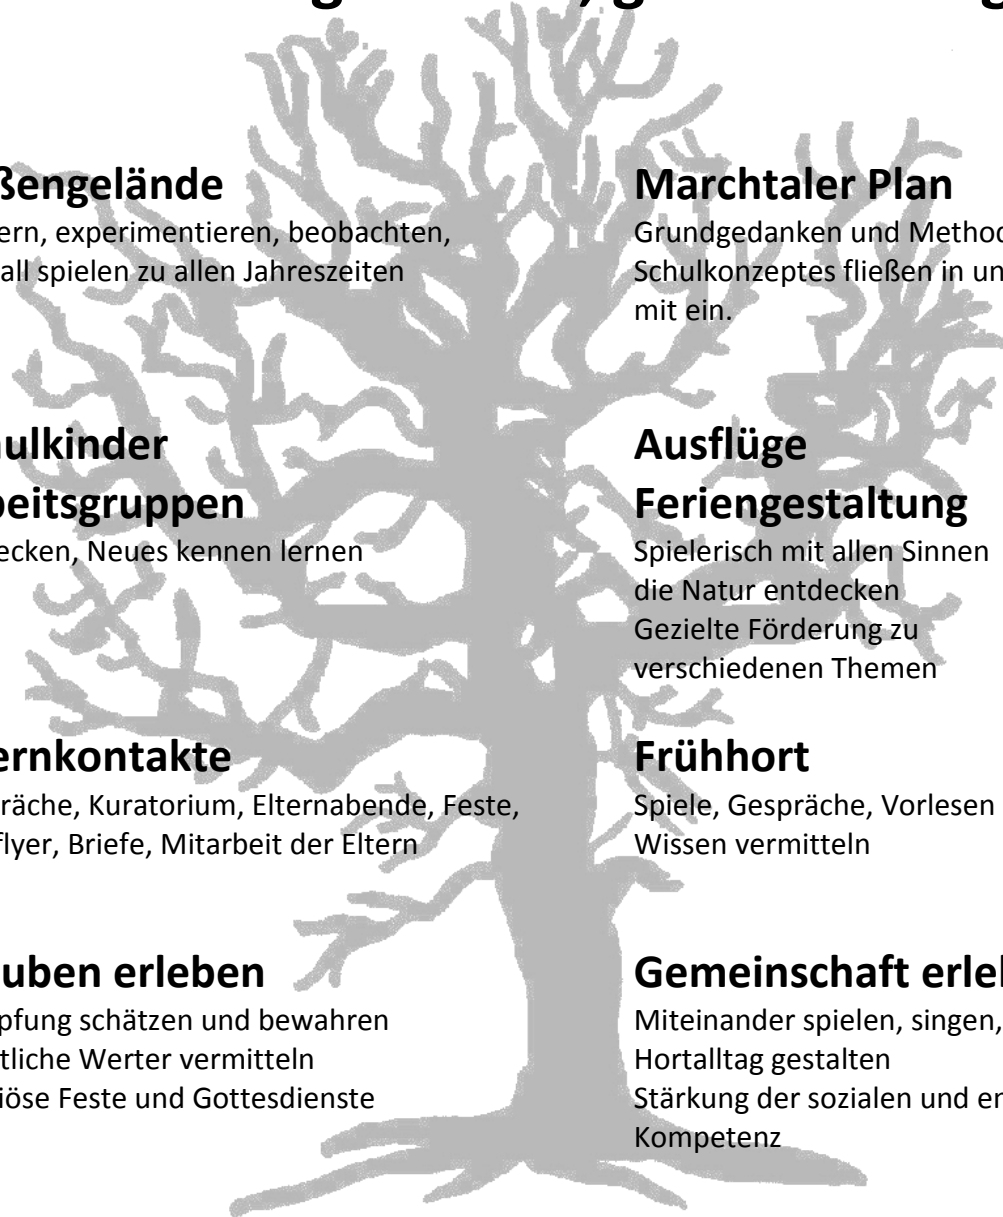 ßengelände
ern, experimentieren, beobachten,
all spielen zu allen Jahreszeiten
ulkinder
beitsgruppen
ecken, Neues kennen lernen
ernkontakte
räche, Kuratorium, Elternabende, Feste,
flyer, Briefe, Mitarbeit der Eltern
uben erleben
pfung schätzen und bewahren
tliche Werter vermitteln
iöse Feste und Gottesdienste
Marchtaler Plan
Grundgedanken und Method
Schulkonzeptes fließen in un
mit ein.
Ausflüge
Feriengestaltung
Spielerisch mit allen Sinnen
die Natur entdecken
Gezielte Förderung zu
verschiedenen Themen
Frühhort
Spiele, Gespräche, Vorlesen
Wissen vermitteln
Gemeinschaft erle
Miteinander spielen, singen,
Hortalltag gestalten
Stärkung der sozialen und e
Kompetenz